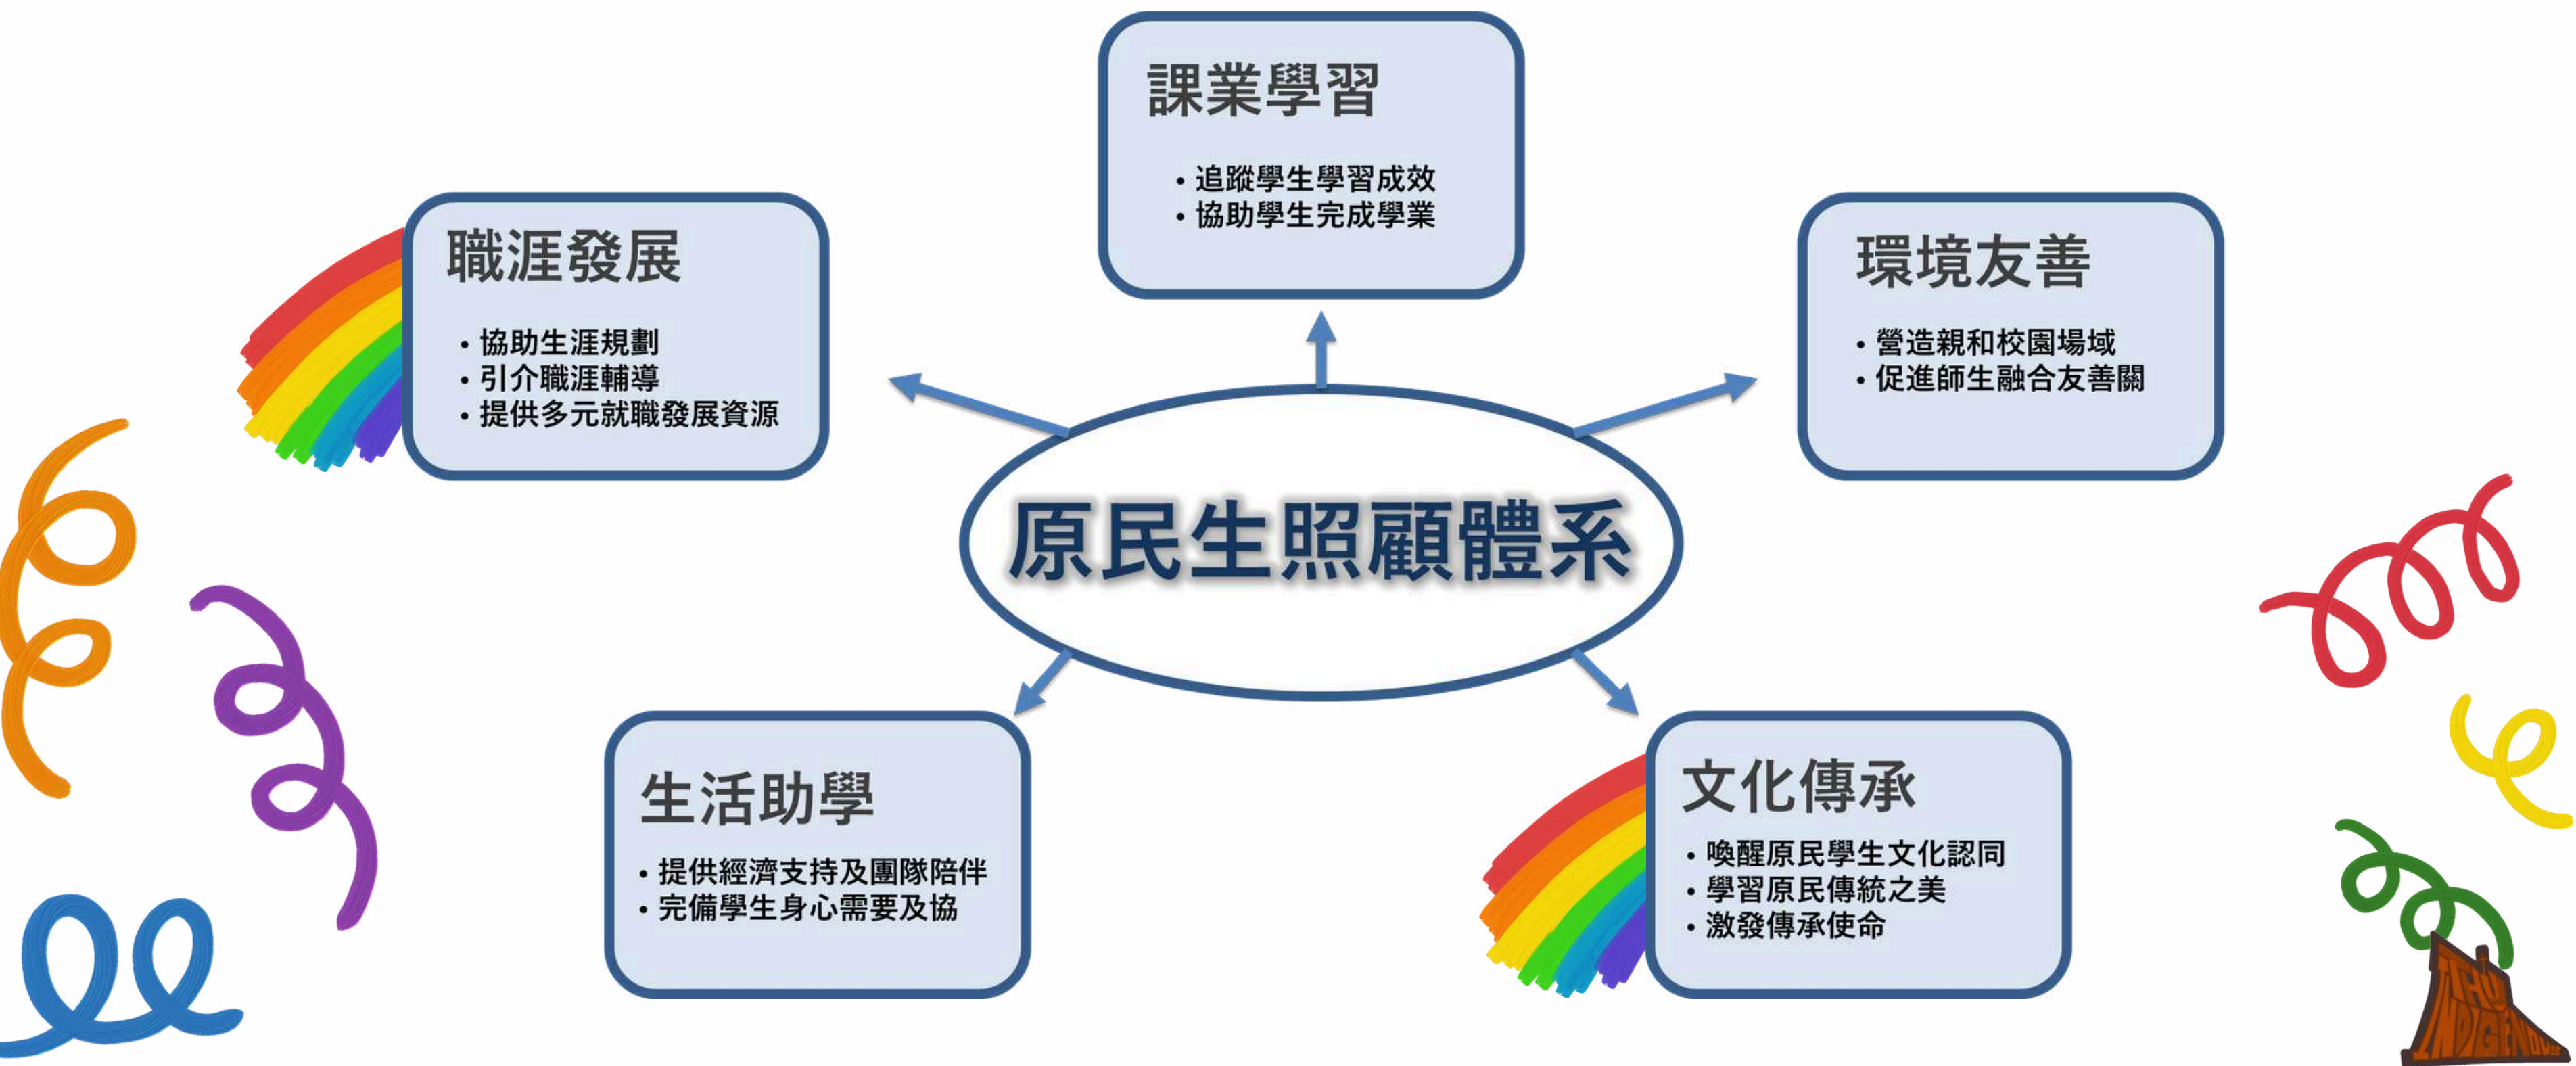 課業學習
• 追蹤學生學習成效
• 協助學生完成學業
職涯發展
• 協助生涯規劃
• 引介職涯輔導
• 提供多元就職發展資源
環境友善
• 營造親和校園場域
• 促進師生融合友善關
原民生照顧體系
生活助學
• 提供經濟支持及團隊陪伴
• 完備學生身心需要及協
文化傳承
• 喚醒原民學生文化認同
• 學習原民傳統之美
• 激發傳承使命
THU